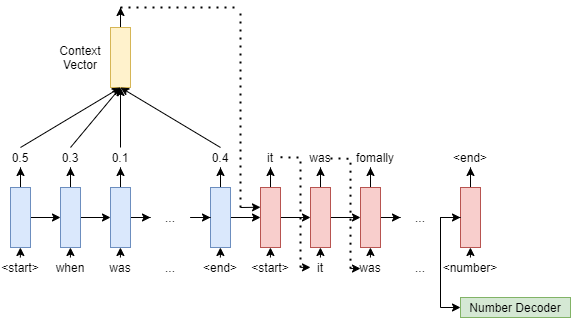 Context
Vector
0.5 0.3 0.1 0.4 it was fomally <end>
<start> when was ... <end> <start> it was ... <number>
... ...
Number Decoder